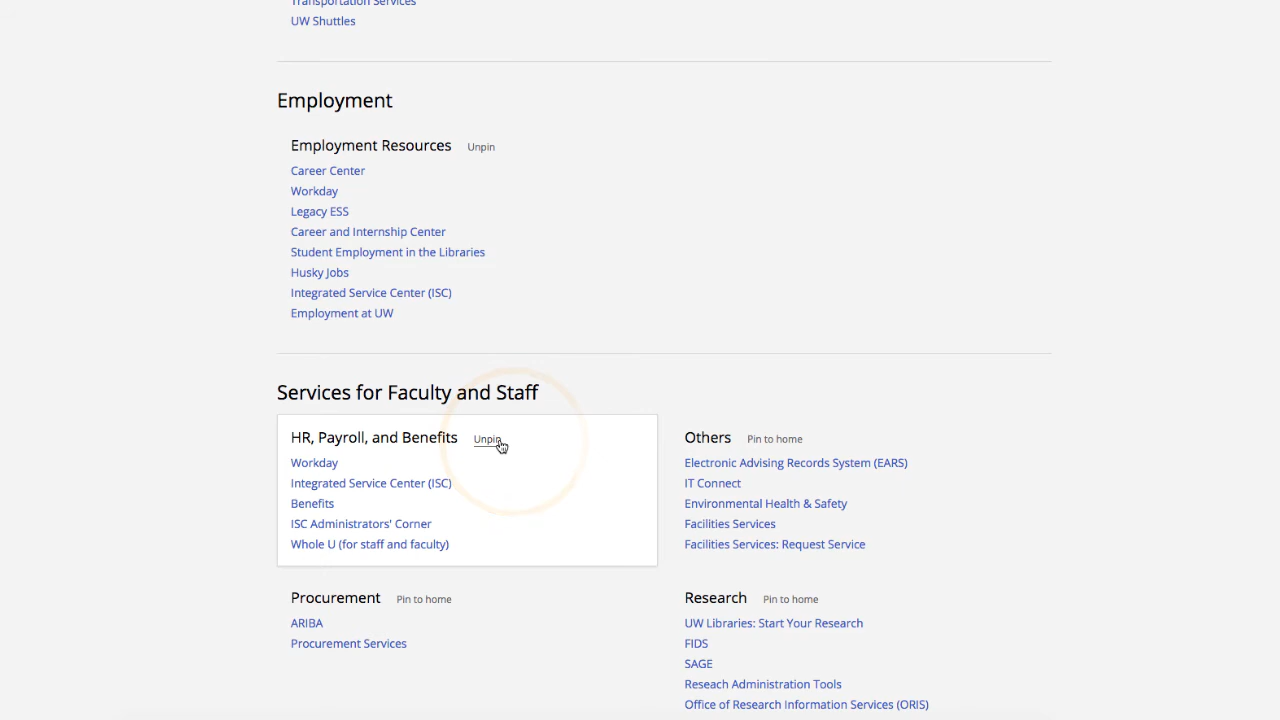 Transportation Services
UW Shuttles
Employment
Employment Resources Unpin
Career Center
Workday
Legacy ESS
Career and Internship Center
Student Employment in the Libraries
Husky Jobs
Integrated Service Center (ISC)
Employment at UW
Services for Faculty and Staff
HR, Payroll, and Benefits Unpin
Workday
Integrated Service Center (ISC)
Benefits
ISC Administrators' Corner
Whole U (for staff and faculty)
Others Pin to home
Electronic Advising Records System (EARS)
IT Connect
Environmental Health & Safety
Facilities Services
Facilities Services: Request Service
Procurement Pin to home
ARIBA
Procurement Services
Research Pin to home
UW Libraries: Start Your Research
FIDS
SAGE
Reseach Administration Tools
Office of Research Information Services (ORIS)